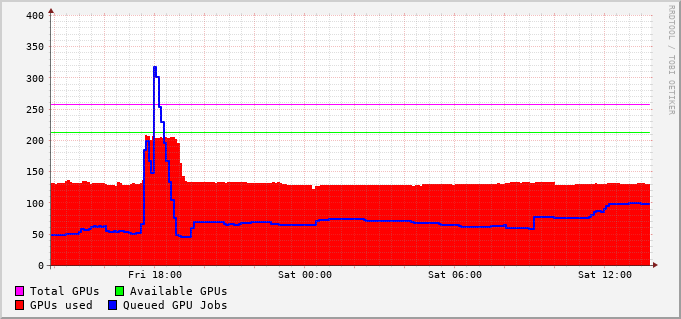 400
350
300
250
200
150
100
50
0
Fri 18:00 Sat 00:00 Sat 06:00 Sat 12:00
Total GPUs Available GPUs
GPUs used Queued GPU Jobs
RRDTOOL / TOBI OETIKER